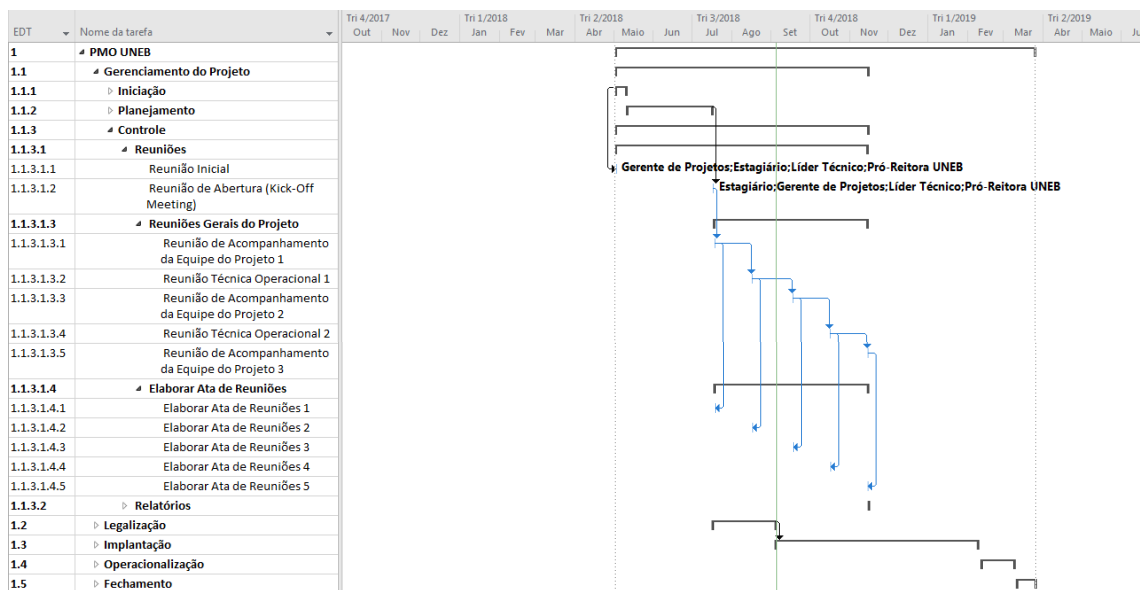 Tri 4/2017 Tri 1/2018 Tri 2/2018 Tri 3/2018 Tri 4/2018 Tri 1/2019 Tri 2/2019
EDT Nome da tarefa Out Nov Dez Jan Fev Mar Abr Maio Jun Jul Ago Set Out Nov Dez Jan Fev Mar Abr Maio
1 PMO UNEB
1.1 Gerenciamento do Projeto
1.1.1 Iniciação
1.1.2 Planejamento
1.1.3 Controle
1.1.3.1 Reuniões
1.1.3.1.1 Reunião Inicial Gerente de Projetos;Estagiário;Líder Técnico;Pró-Reitora UNEB
1.1.3.1.2 Reunião de Abertura (Kick-Off Estagiário;Gerente de Projetos;Líder Técnico;Pró-Reitora UNEB
Meeting)
1.1.3.1.3 Reuniões Gerais do Projeto
1.1.3.1.3.1 Reunião de Acompanhamento
da Equipe do Projeto 1
1.1.3.1.3.2 Reunião Técnica Operacional 1
1.1.3.1.3.3 Reunião de Acompanhamento
da Equipe do Projeto 2
1.1.3.1.3.4 Reunião Técnica Operacional 2
1.1.3.1.3.5 Reunião de Acompanhamento
da Equipe do Projeto 3
1.1.3.1.4 Elaborar Ata de Reuniões
1.1.3.1.4.1 Elaborar Ata de Reuniões 1
1.1.3.1.4.2 Elaborar Ata de Reuniões 2
1.1.3.1.4.3 Elaborar Ata de Reuniões 3
1.1.3.1.4.4 Elaborar Ata de Reuniões 4
1.1.3.1.4.5 Elaborar Ata de Reuniões 5
1.1.3.2 Relatórios
1.2 Legalização
1.3 Implantação
1.4 Operacionalização
1.5 Fechamento